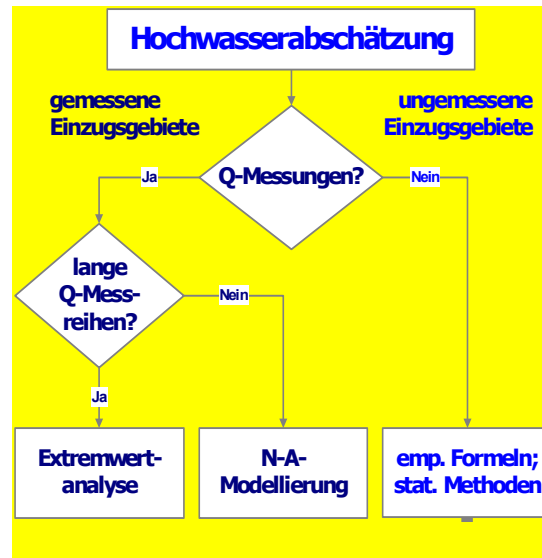 Hochwasserabschätzung
gemessene
Einzugsgebiete
ungemessene
Einzugsgebiete
Q-Messungen?
Ja
Nein
lange
Q-Mess-
reihen?
Nein
Ja
Extremwert-
analyse
N-A-
Modellierung
emp. Formeln;
stat. Methoden